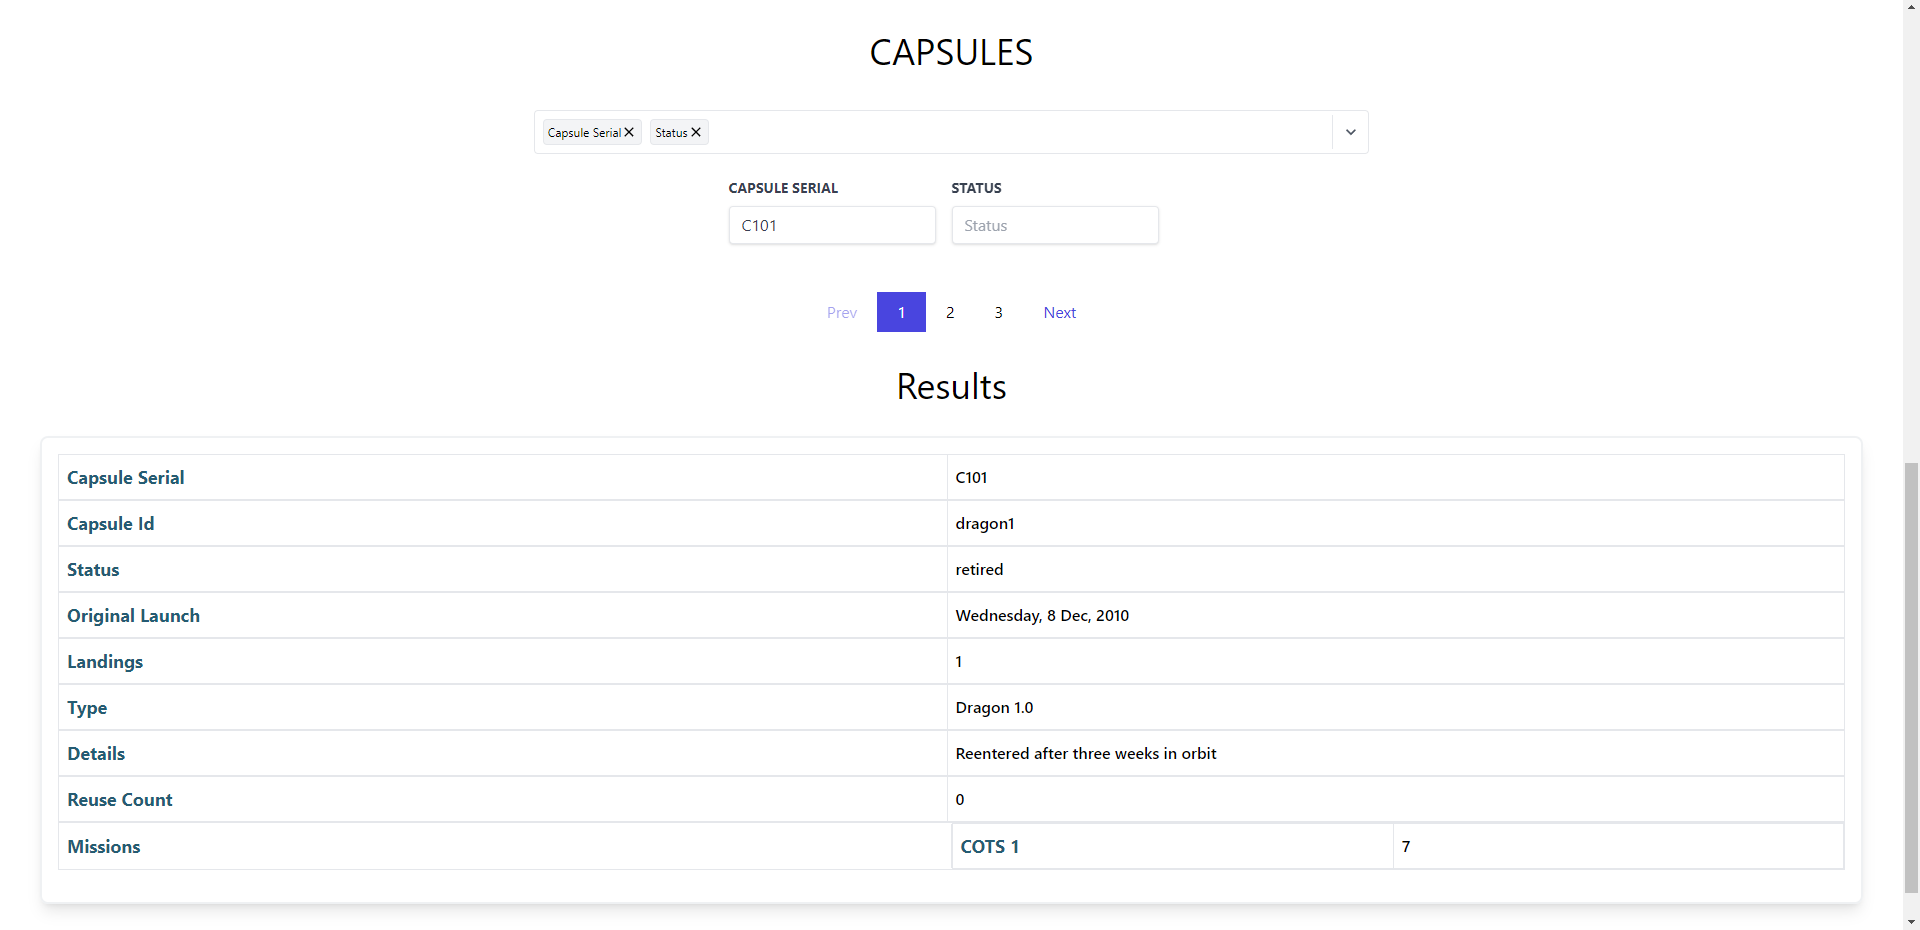 CAPSULES
Capsule Serial Status
CAPSULE SERIAL STATUS
C101 Status
Prev 1 2 3 Next
Results
Capsule Serial C101
Capsule Id dragon1
Status retired
Original Launch Wednesday, 8 Dec, 2010
Landings 1
Type Dragon 1.0
Details Reentered after three weeks in orbit
Reuse Count 0
Missions COTS 1 7